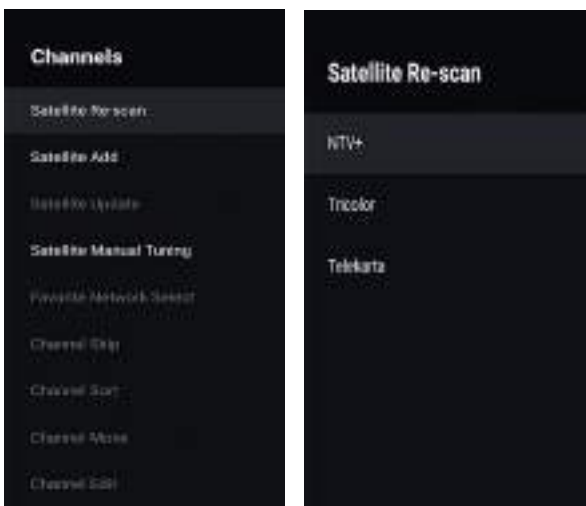 Channels
Satellite Re-scan
Satellite Add
Satellite Update
Satellite Manual Tuning
Favorite Network Select
Channel Skip
Channel Sort
Channel Move
Channel Edit
Satellite Re-scan
NTV+
Tricolor
Telekarta